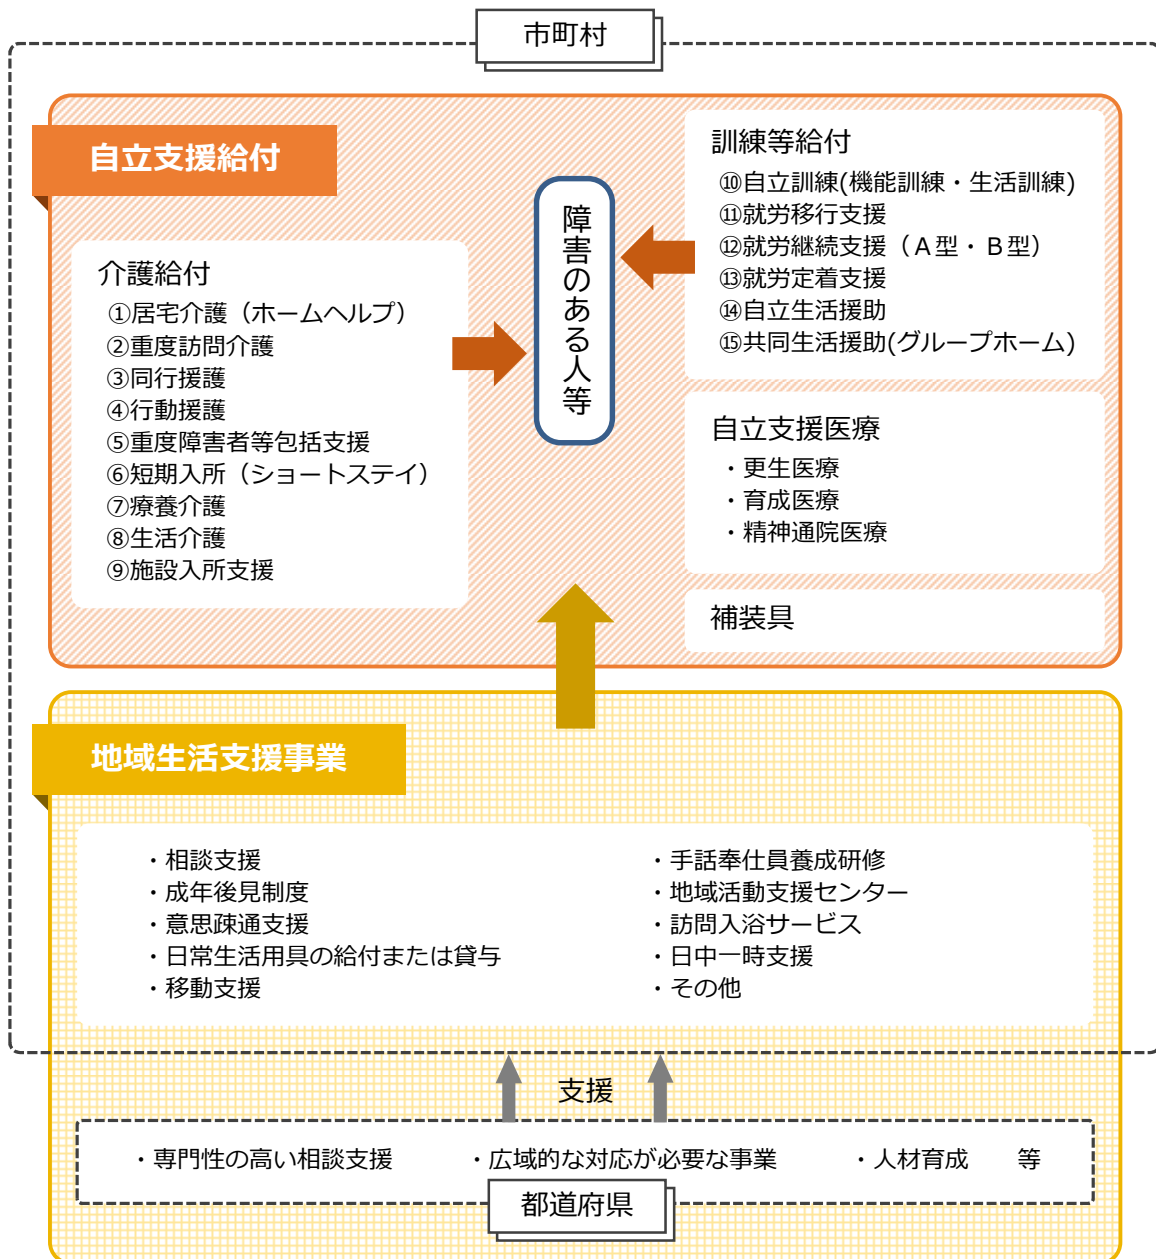 市町村
自立支援給付
介護給付
①居宅介護（ホームヘルプ）
②重度訪問介護
③同行援護
④行動援護
⑤重度障害者等包括支援
⑥短期入所（ショートステイ）
⑦療養介護
⑧生活介護
⑨施設入所支援
障害のある人等
訓練等給付
⑩自立訓練(機能訓練・生活訓練)
⑪就労移行支援
⑫就労継続支援（Ａ型・Ｂ型）
⑬就労定着支援
⑭自立生活援助
⑮共同生活援助(グループホーム)
自立支援医療
・更生医療
・育成医療
・精神通院医療
補装具
地域生活支援事業
・相談支援
・成年後見制度
・意思疎通支援
・日常生活用具の給付または貸与
・移動支援
・手話奉仕員養成研修
・地域活動支援センター
・訪問入浴サービス
・日中一時支援
・その他
支援
・専門性の高い相談支援　・広域的な対応が必要な事業　・人材育成　等
都道府県